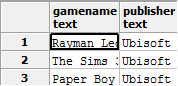 gamename publisher
text text
1 Rayman Le Ubisoft
2 The Sims Ubisoft
3 Paper Boy Ubisoft